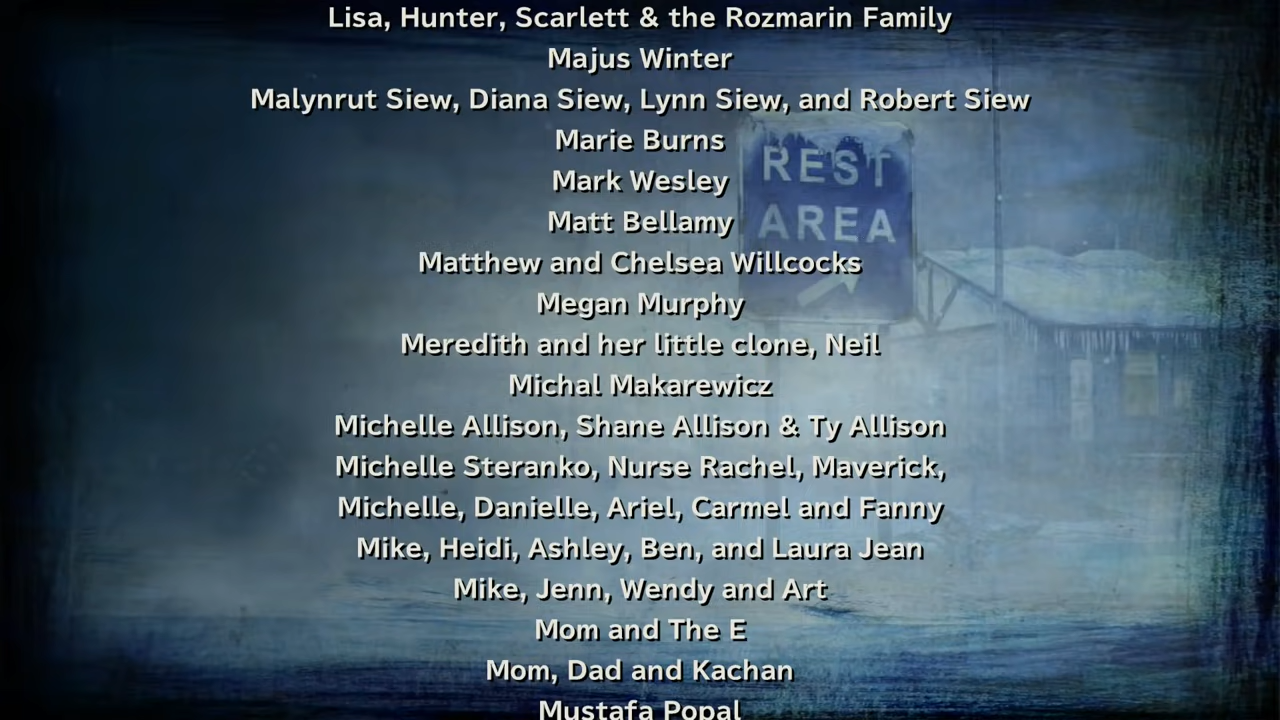 Lisa, Hunter, Scarlett & the Rozmarin Family
Majus Winter
Malynrut Siew, Diana Siew, Lynn Siew, and Robert Siew
Marie Burns
Mark Wesley
Matt Bellamy
Matthew and Chelsea Willcocks
Megan Murphy
Meredith and her little clone, Neil
Michal Makarewicz
Michelle Allison, Shane Allison & Ty Allison
Michelle Steranko, Nurse Rachel, Maverick,
Michelle, Danielle, Ariel, Carmel and Fanny
Mike, Heidi, Ashley, Ben, and Laura Jean
Mike, Jenn, Wendy and Art
Mom and The E
Mom, Dad and Kachan
Mustafa Popal
REST
AREA